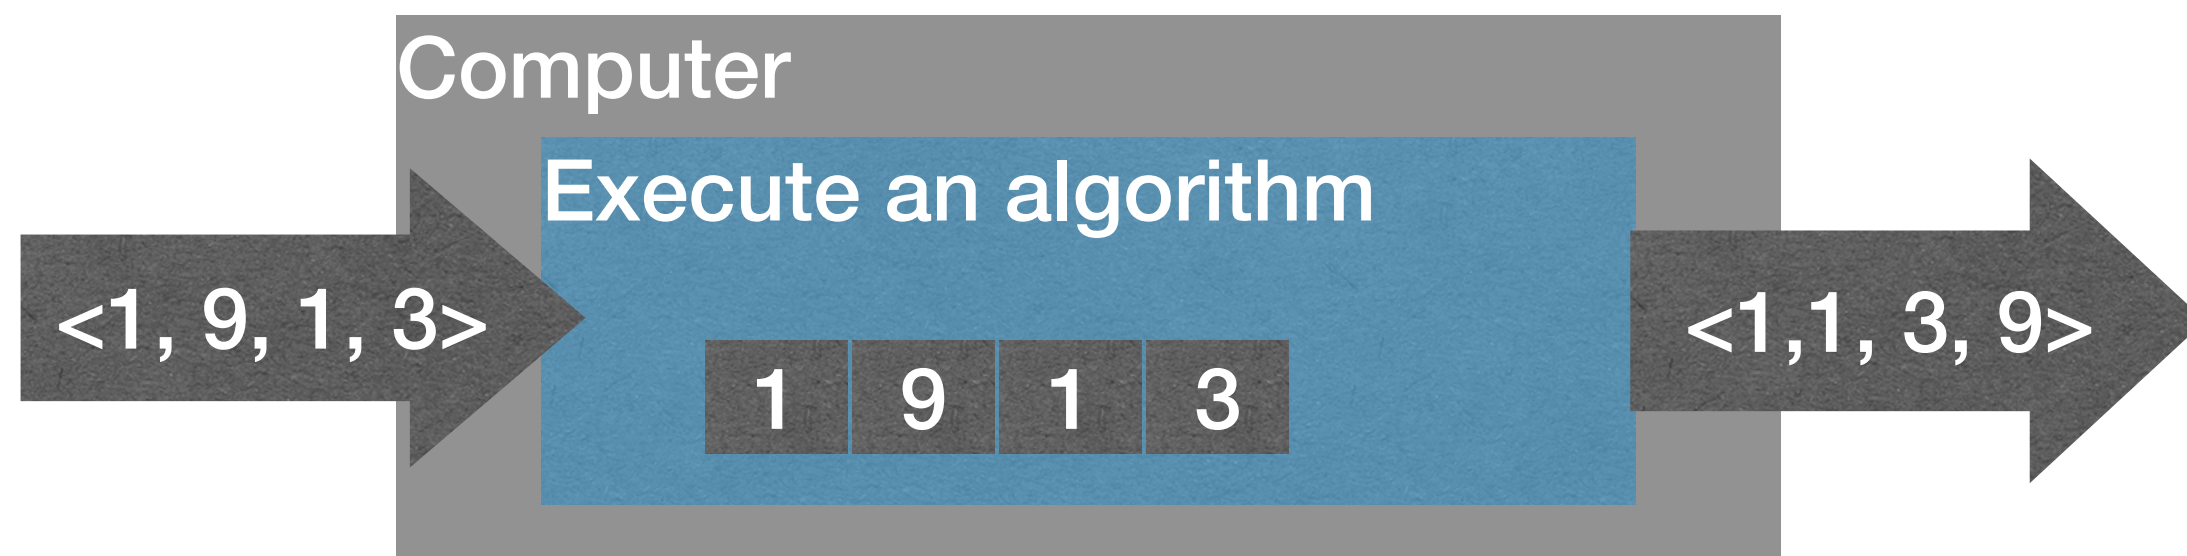 Computer
Execute an algorithm
<1, 9, 1, 3>
1 9 1 3
<1,1, 3, 9>